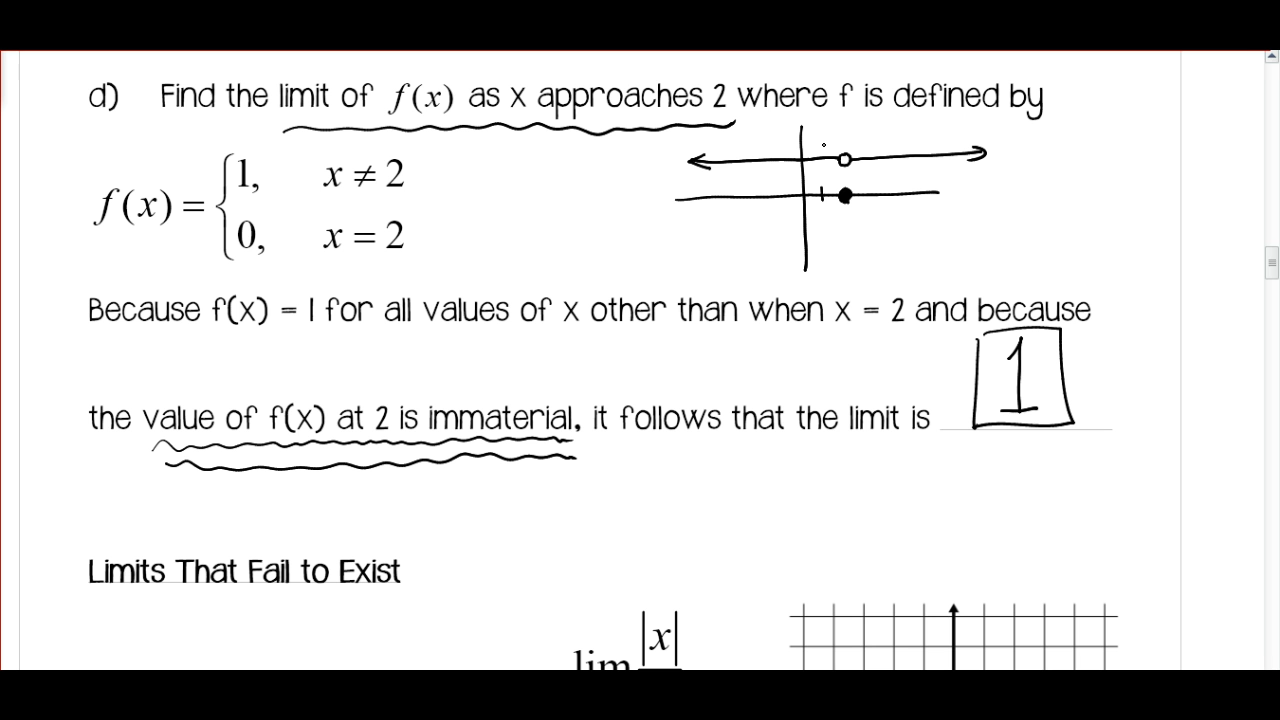 d) Find the limit of f(x) as x approaches 2 where f is defined by
f(x) = { 1, x ≠ 2
0, x = 2
Because f(x) = 1 for all values of x other than when x = 2 and because
the value of f(x) at 2 is immaterial, it follows that the limit is 1
Limits That Fail to Exist
lim |x|